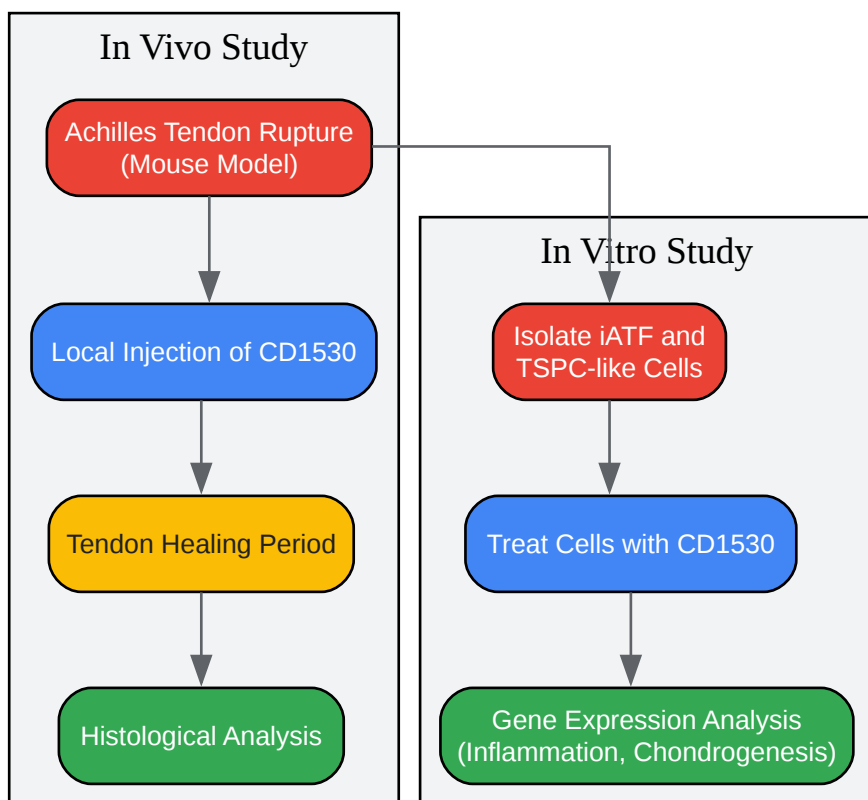 In Vivo Study
Achilles Tendon Rupture
(Mouse Model)
Local Injection of CD1530
Tendon Healing Period
Histological Analysis
In Vitro Study
Isolate iATF and
TSPC-like Cells
Treat Cells with CD1530
Gene Expression Analysis
(Inflammation, Chondrogenesis)